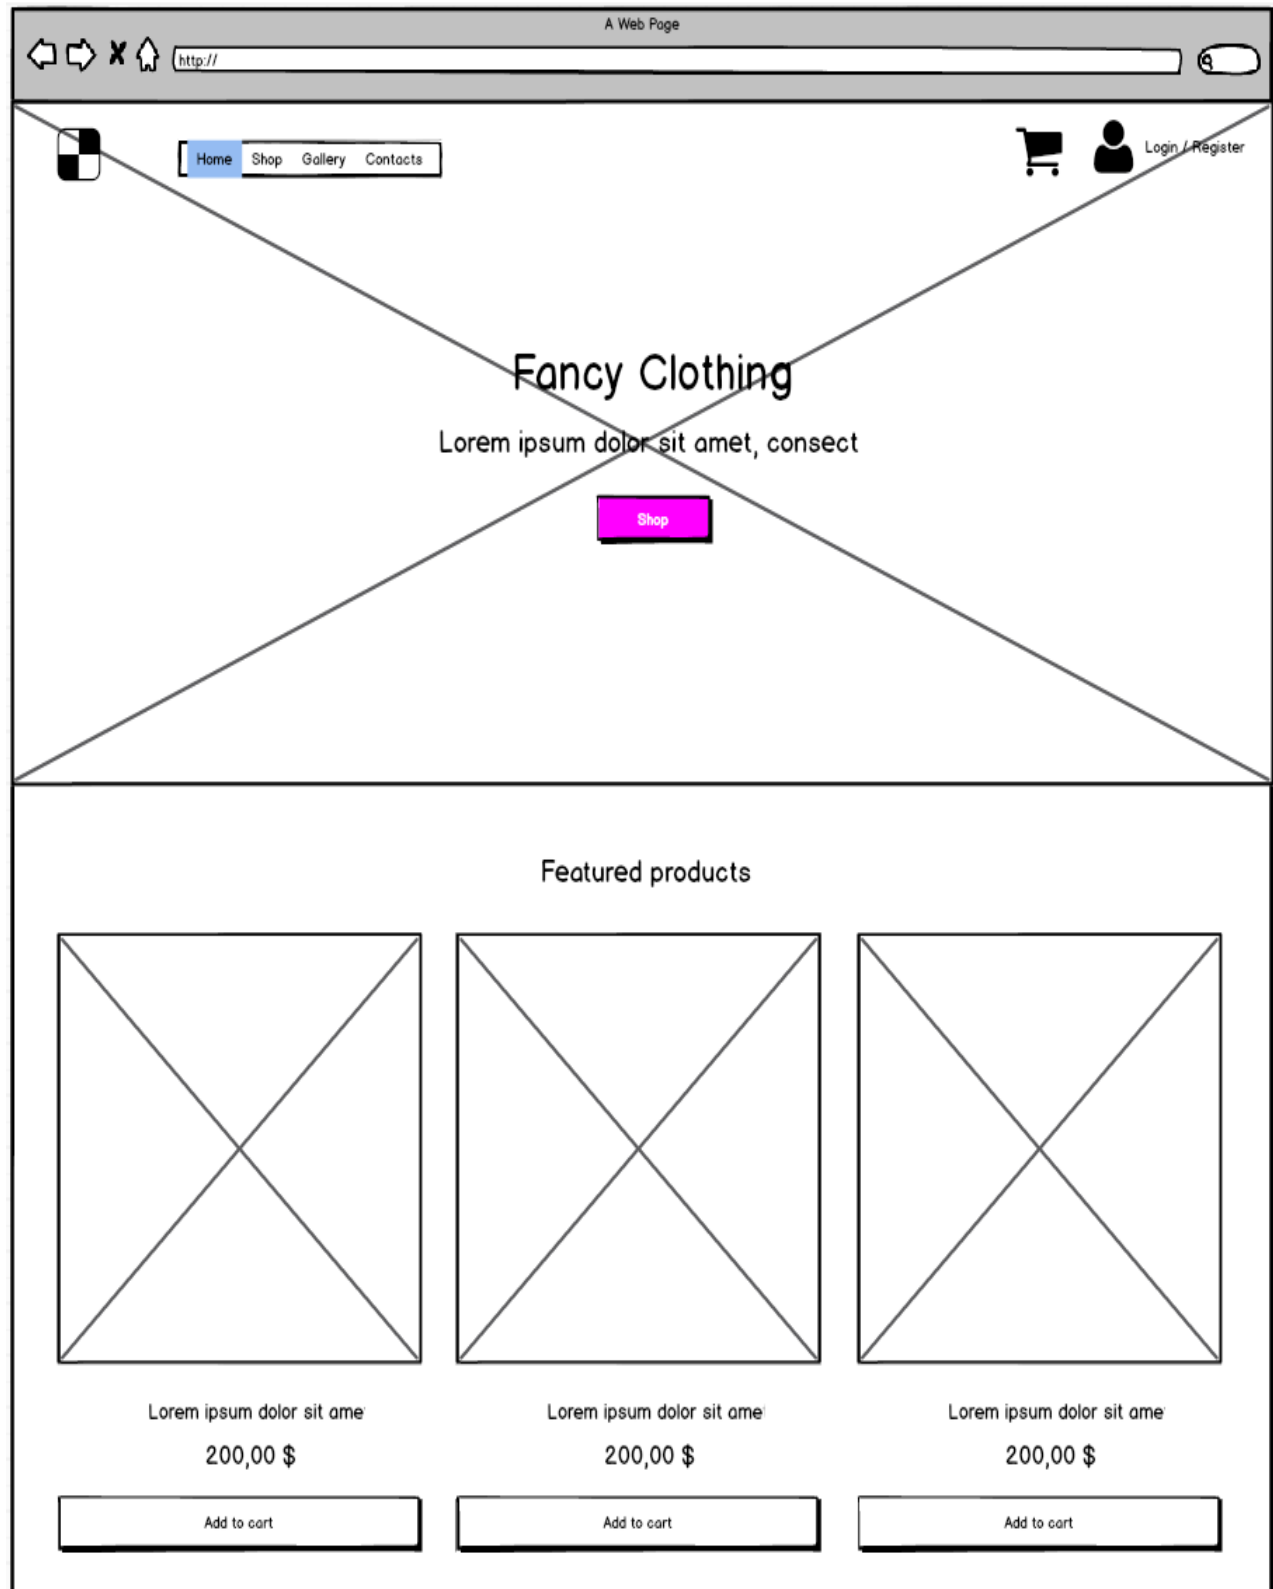 A Web Page
http://
Home Shop Gallery Contacts
Login / Register
Fancy Clothing
Lorem ipsum dolor sit amet, consect
Shop
Featured products
Lorem ipsum dolor sit ame
Lorem ipsum dolor sit ame
Lorem ipsum dolor sit ame
200,00 $
200,00 $
200,00 $
Add to cart
Add to cart
Add to cart